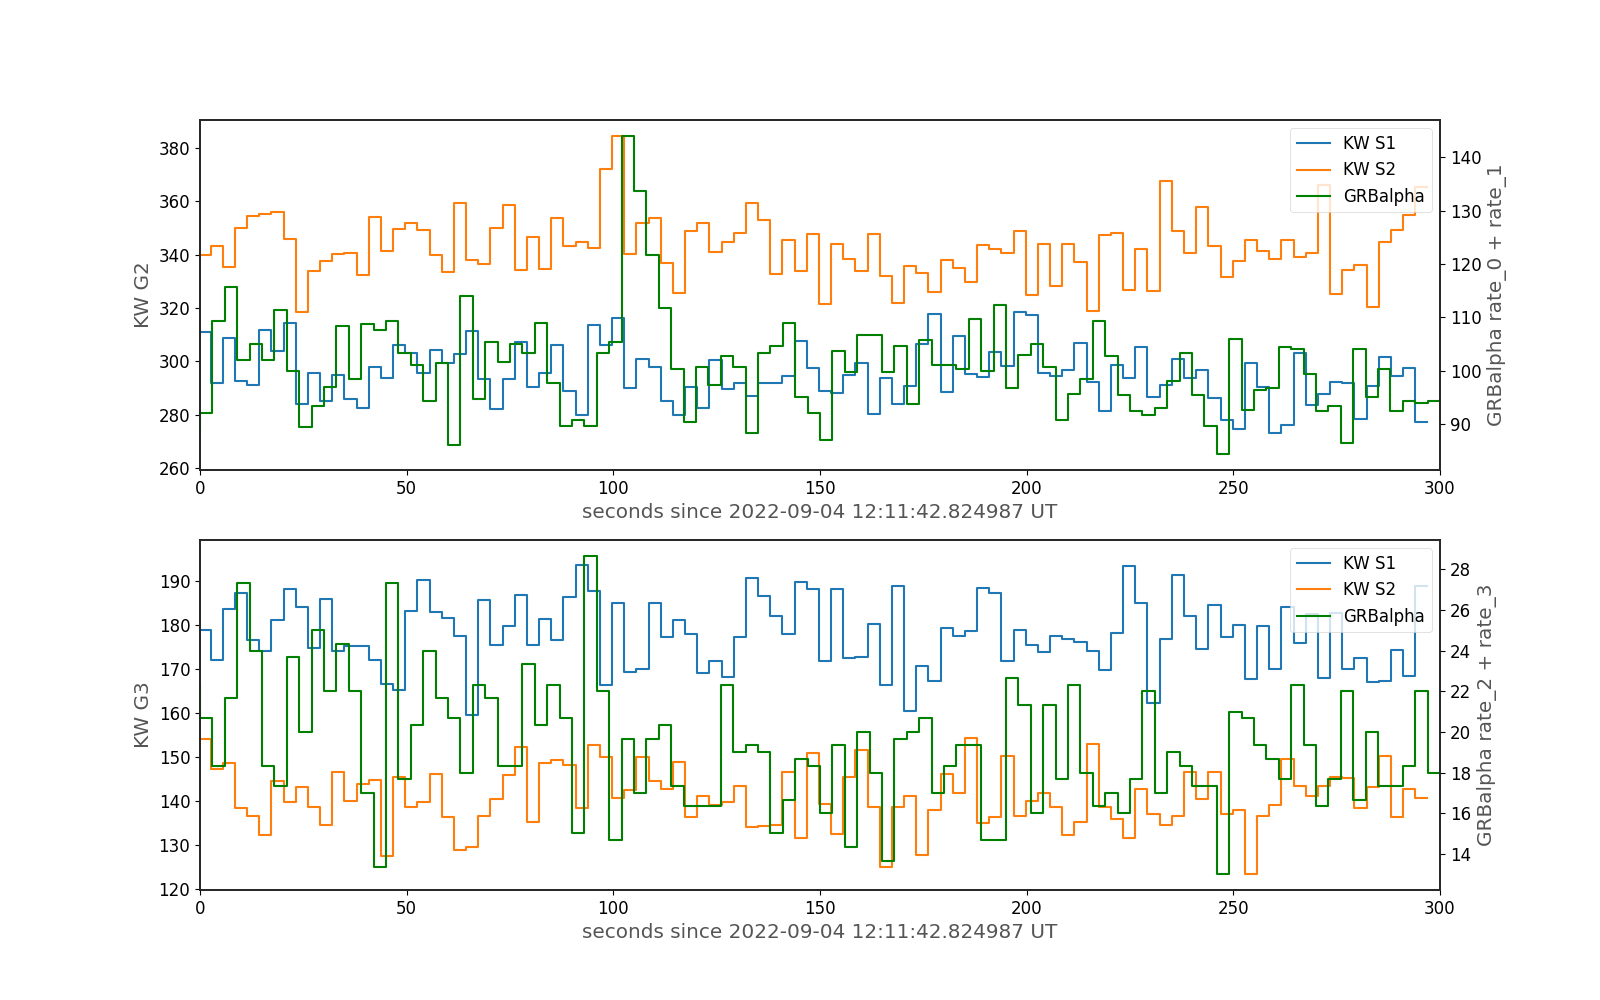 380
360
340
320
300
280
260
KW G2
140
130
120
110
100
90
GRBalpha rate_0 + rate_1
KW S1
KW S2
GRBalpha
0 50 100 150 200 250 300
seconds since 2022-09-04 12:11:42.824987 UT
190
180
170
160
150
140
130
120
KW G3
28
26
24
22
20
18
16
14
GRBalpha rate_2 + rate_3
KW S1
KW S2
GRBalpha
0 50 100 150 200 250 300
seconds since 2022-09-04 12:11:42.824987 UT